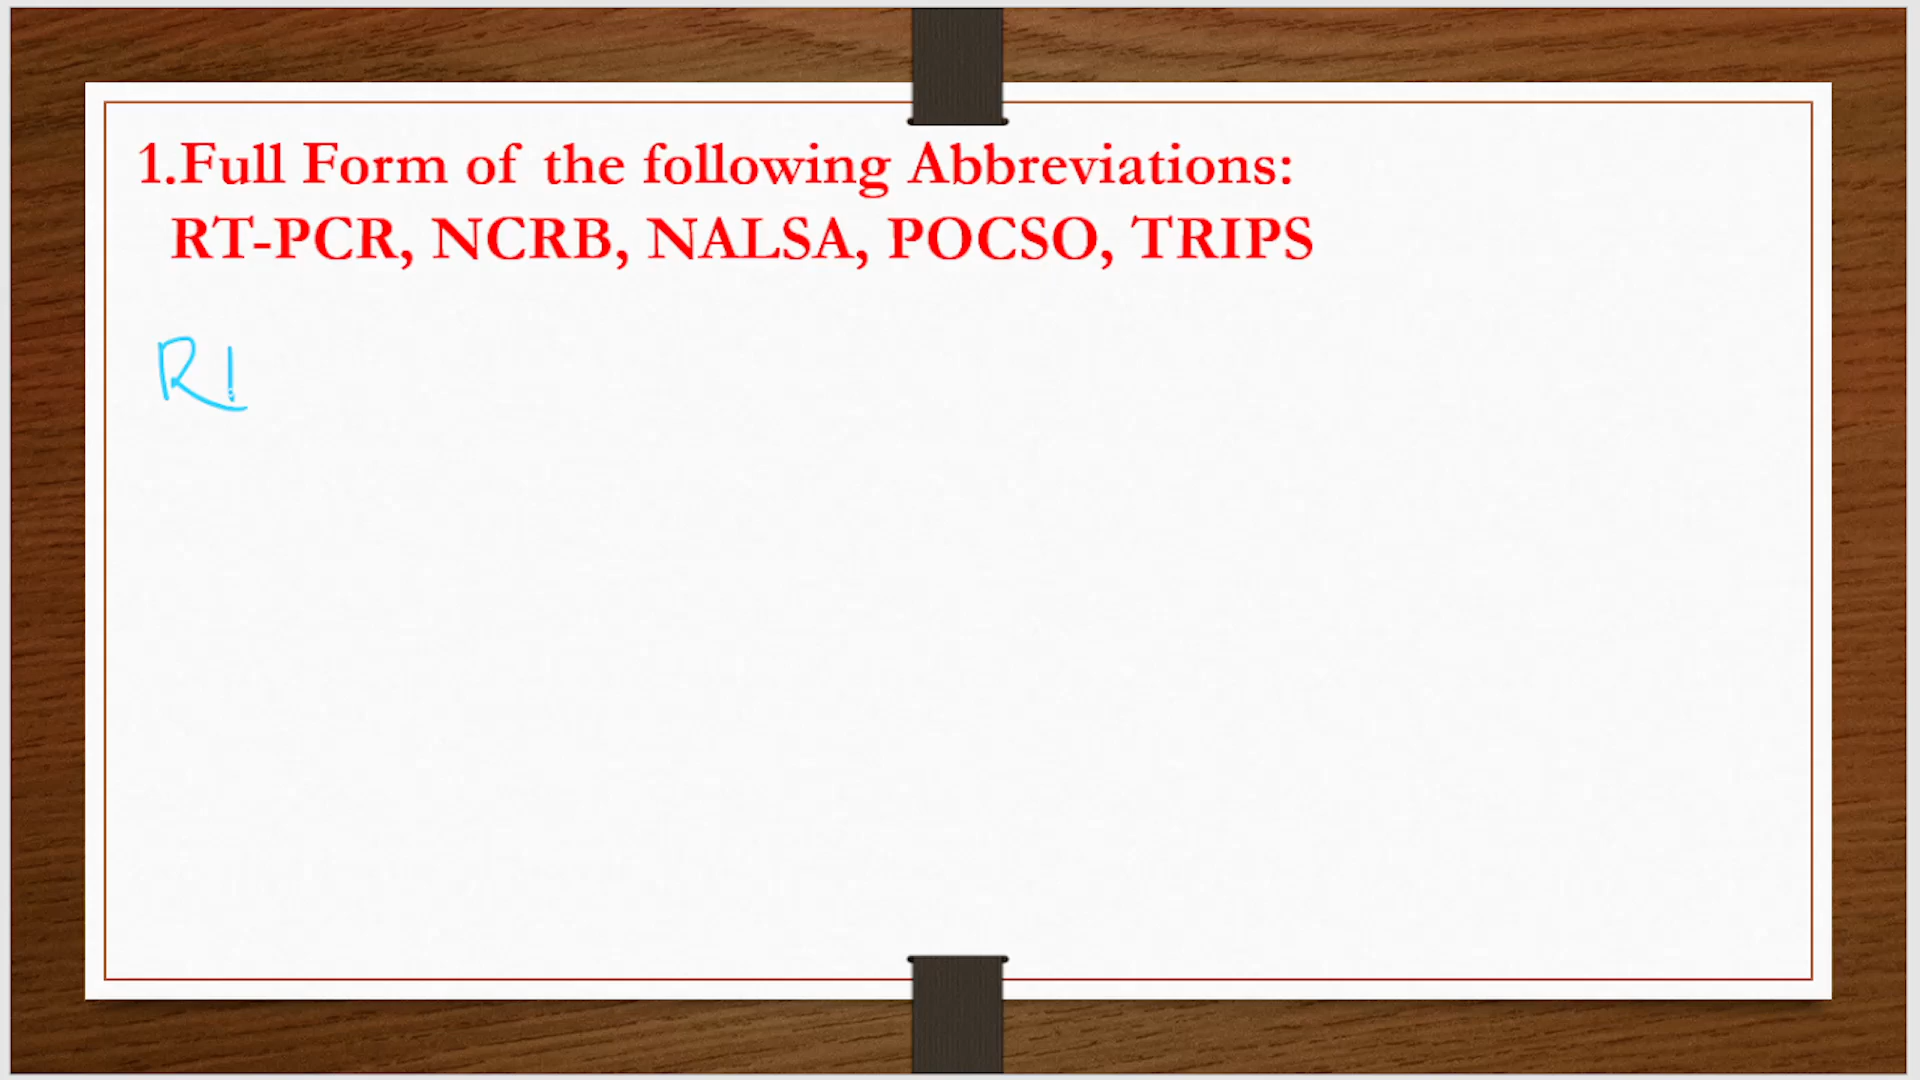 1.Full Form of the following Abbreviations:
RT-PCR, NCRB, NALSA, POCSO, TRIPS
R